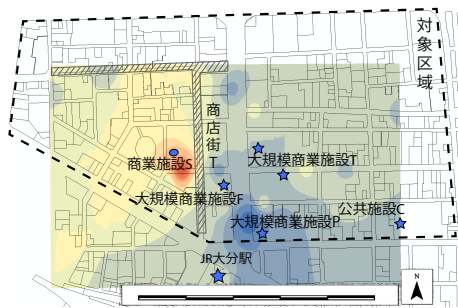 対象区域
商店街T
商業施設S
大規模商業施設T
大規模商業施設F
公共施設C
大規模商業施設P
JR大分駅
N